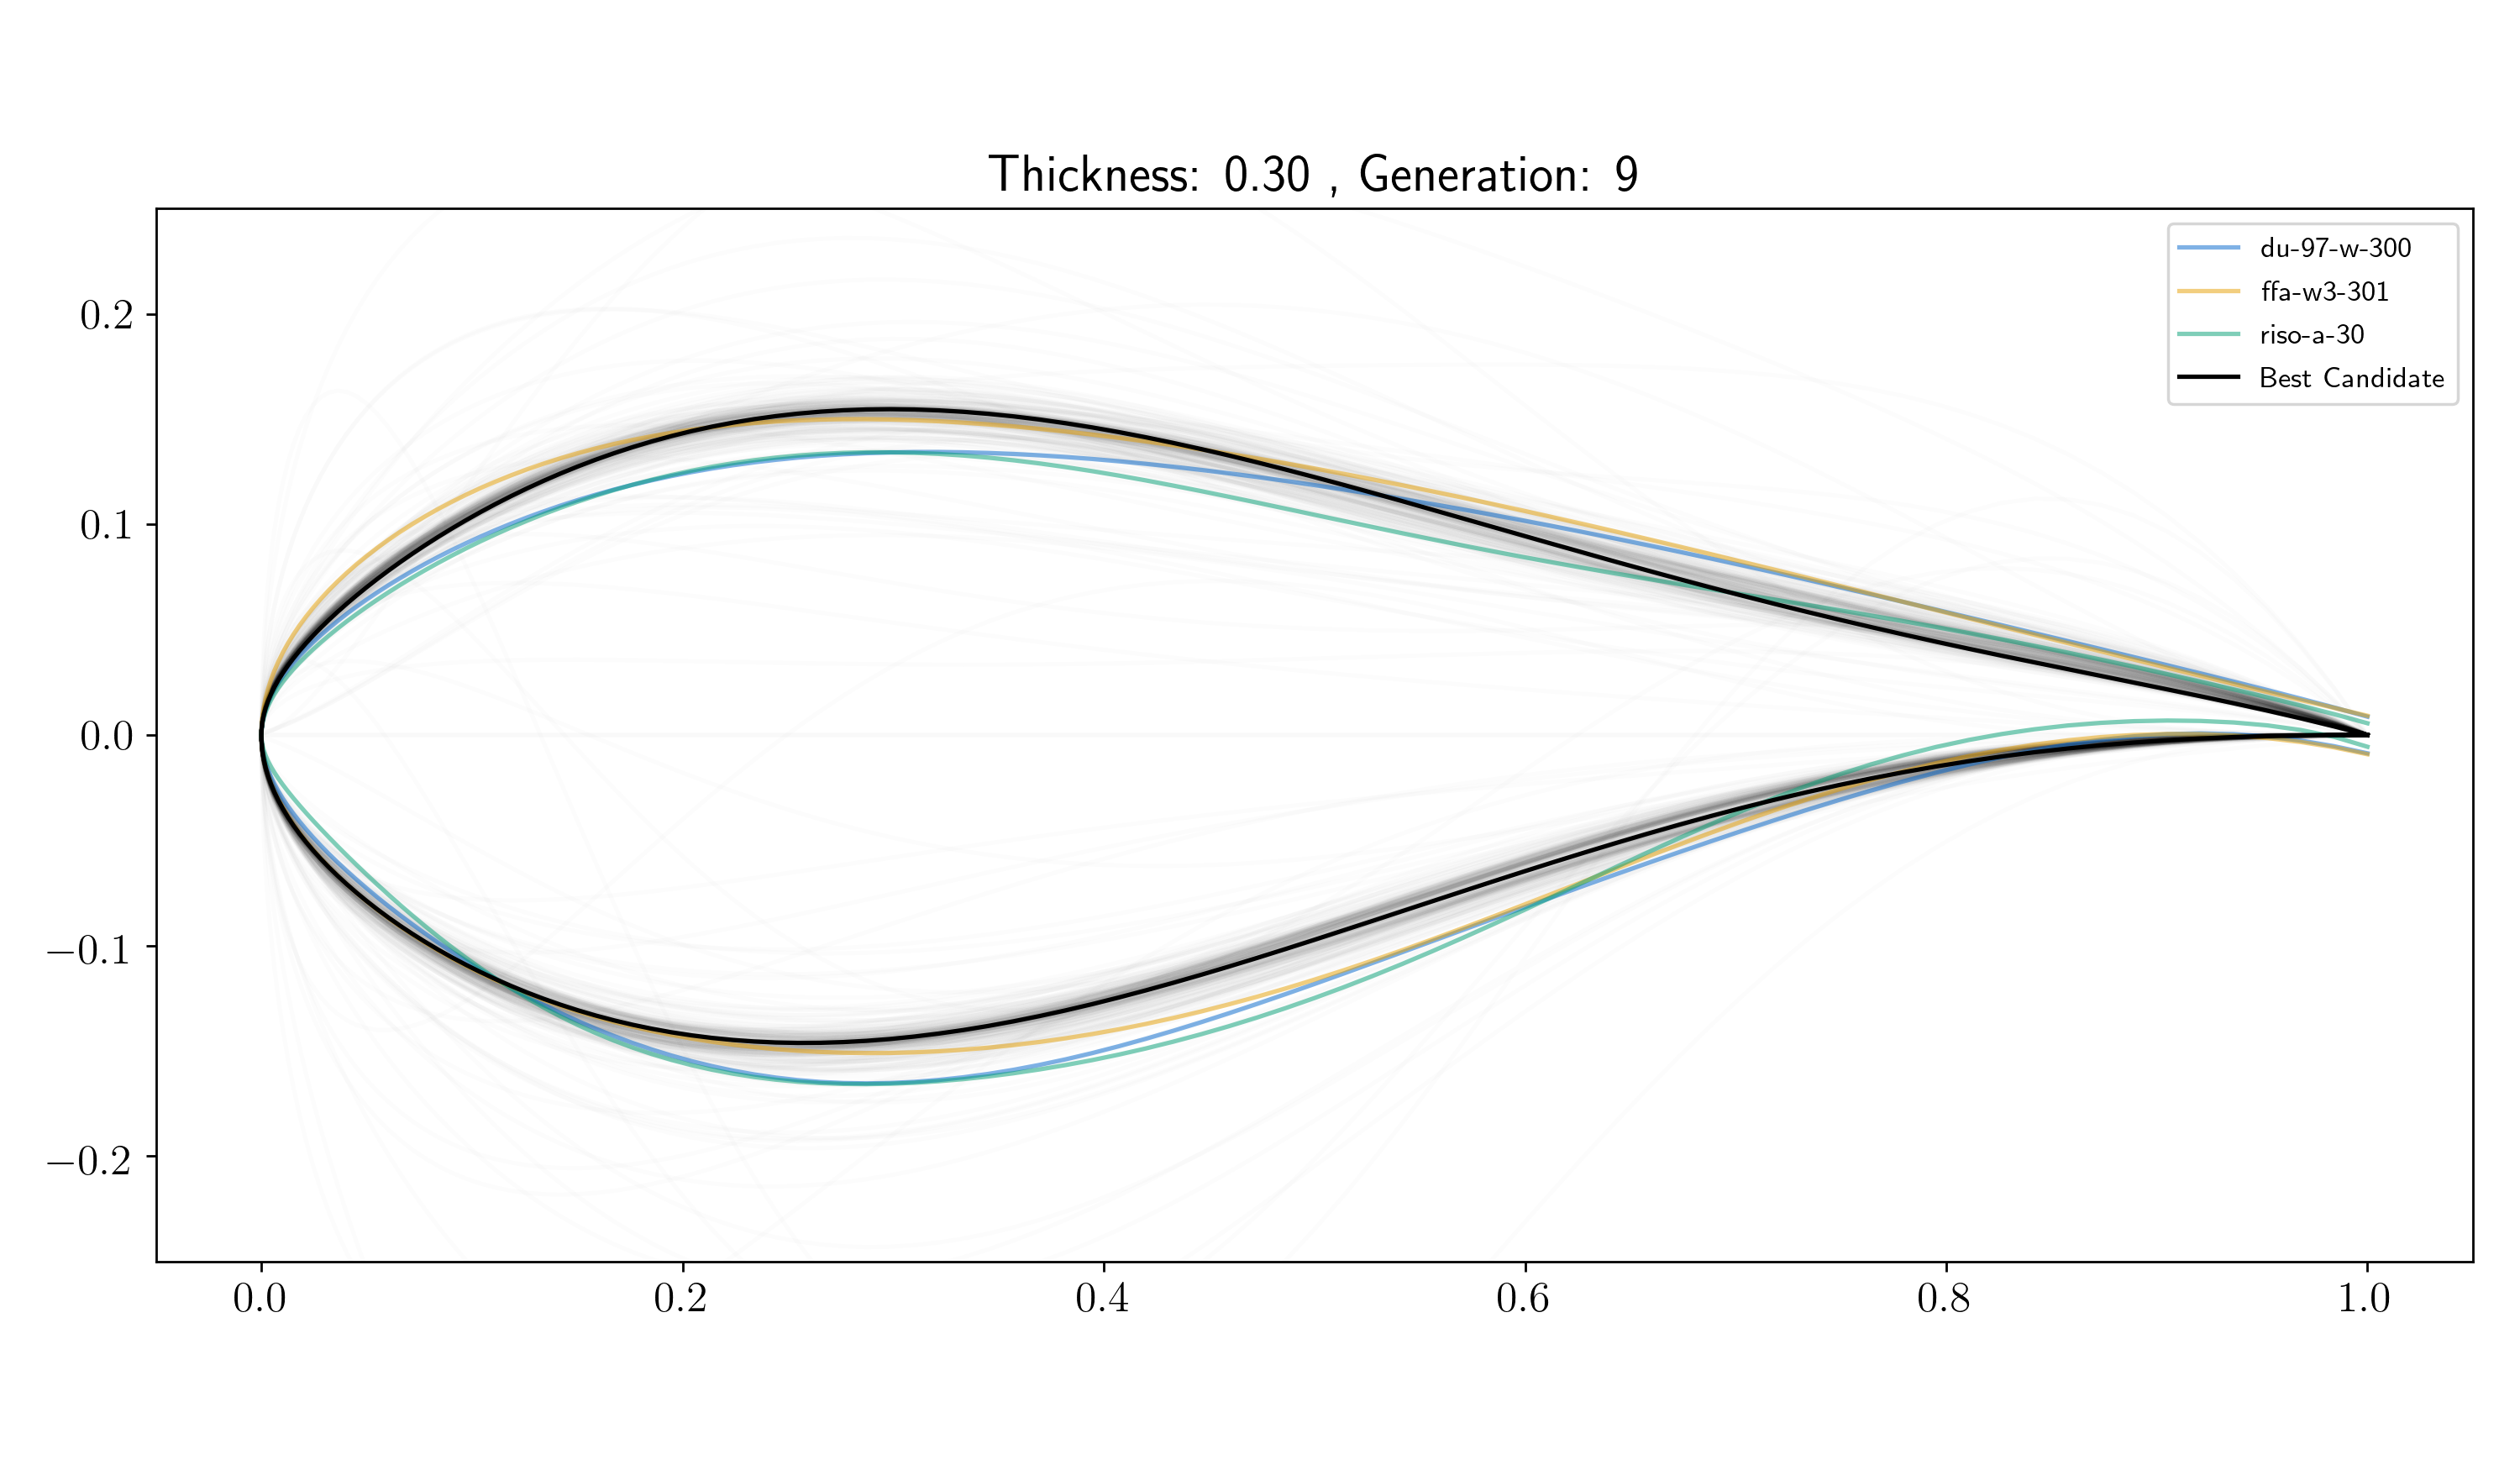 Thickness: 0.30 , Generation: 9
du-97-w-300
ffa-w3-301
riso-a-30
Best Candidate
0.2
0.1
0.0
−0.1
−0.2
0.0 0.2 0.4 0.6 0.8 1.0